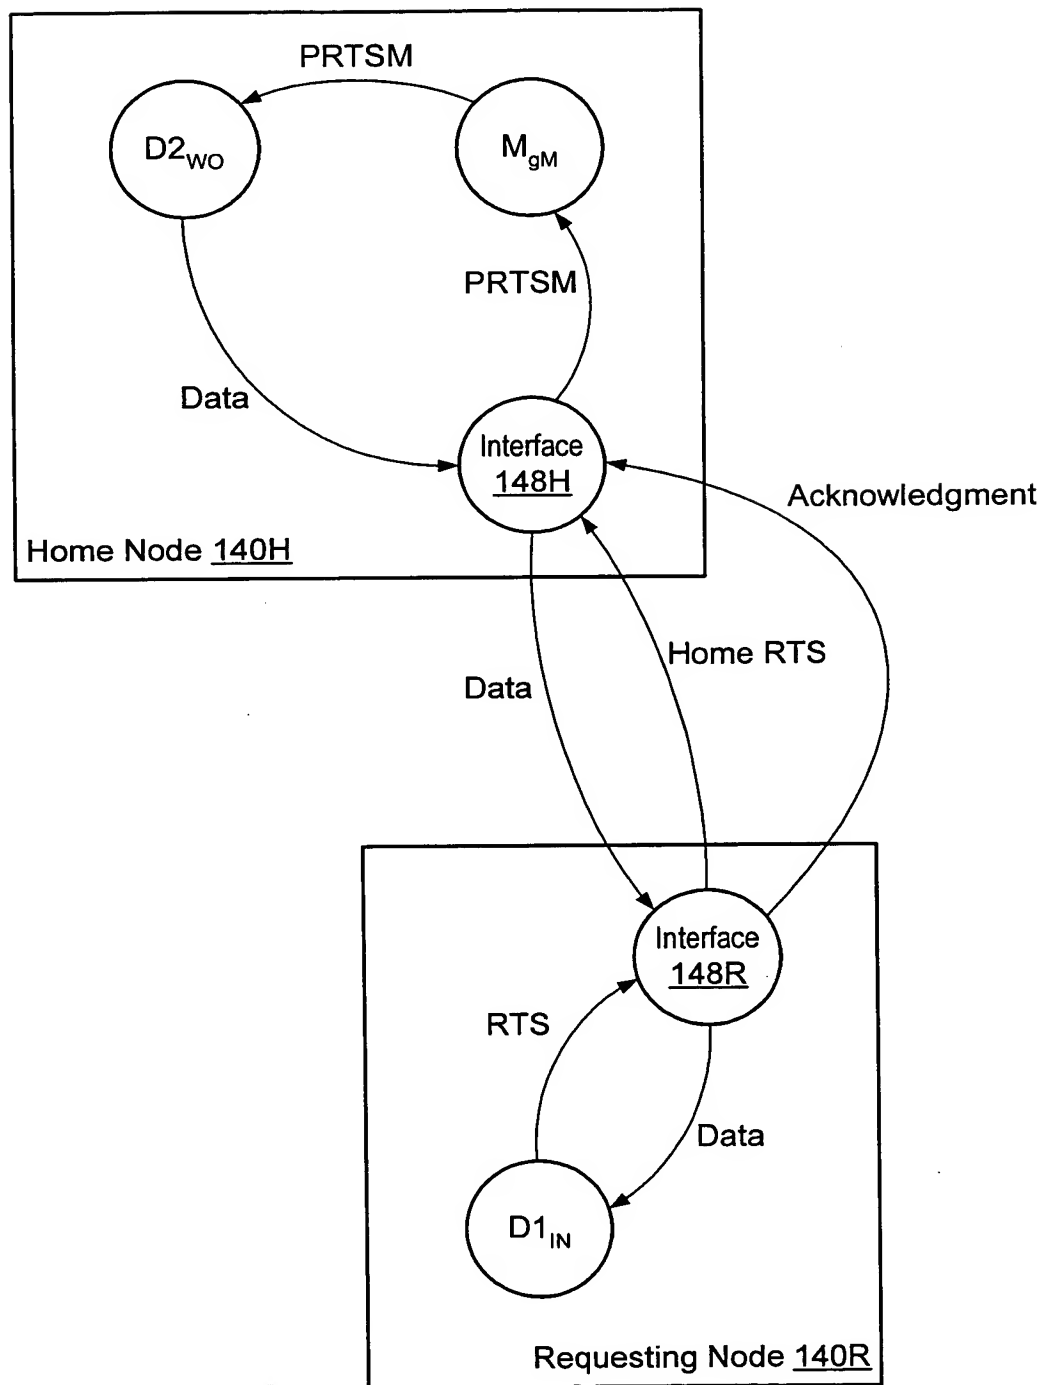 PRTSM
D2WO
MgM
PRTSM
Data
Interface
148H
Acknowledgment
Home Node 140H
Home RTS
Data
Interface
148R
RTS
Data
D1IN
Requesting Node 140R